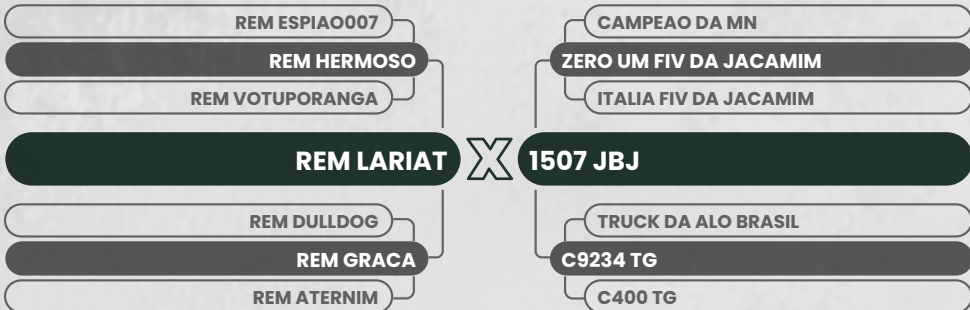 REM ESPIAO007
CAMPEAO DA MN
REM HERMOSO
ZERO UM FIV DA JACAMIM
REM VOTUPORANGA
ITALIA FIV DA JACAMIM
REM LARIAT X 1507 JBJ
REM DULLDOG
TRUCK DA ALO BRASIL
REM GRACA
C9234 TG
REM ATERNIM
C400 TG